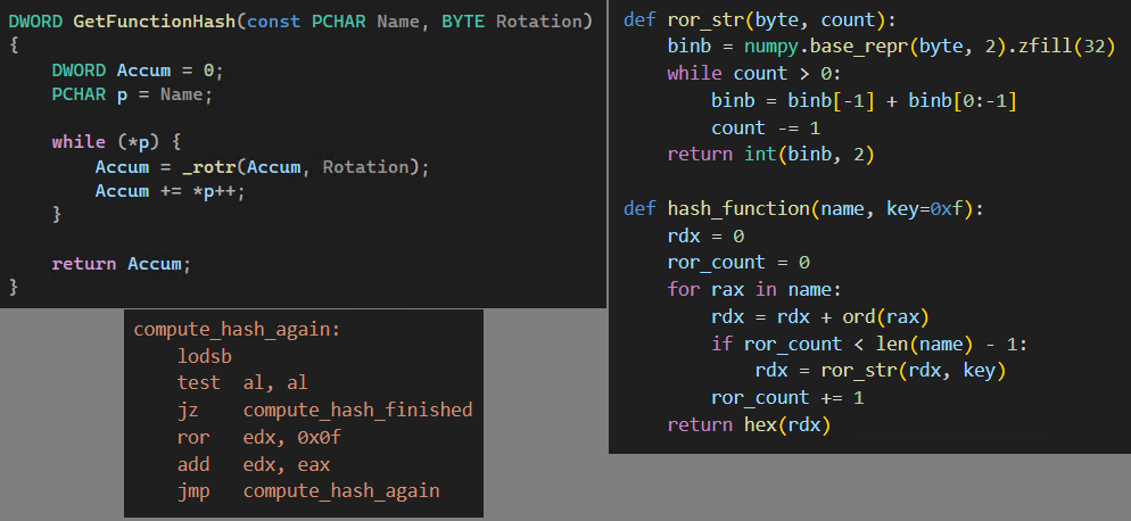 DWORD GetFunctionHash(const PCHAR Name, BYTE Rotation)
{
    DWORD Accum = 0;
    PCHAR p = Name;

    while (*p) {
        Accum = _rotr(Accum, Rotation);
        Accum += *p++;
    }

    return Accum;
}
compute_hash_again:
    lodsb
    test  al, al
    jz    compute_hash_finished
    ror   edx, 0x0f
    add   edx, eax
    jmp   compute_hash_again
def ror_str(byte, count):
    binb = numpy.base_repr(byte, 2).zfill(32)
    while count > 0:
        binb = binb[-1] + binb[0:-1]
        count -= 1
    return int(binb, 2)

def hash_function(name, key=0xf):
    rdx = 0
    ror_count = 0
    for rax in name:
        rdx = rdx + ord(rax)
        if ror_count < len(name) - 1:
            rdx = ror_str(rdx, key)
        ror_count += 1
    return hex(rdx)